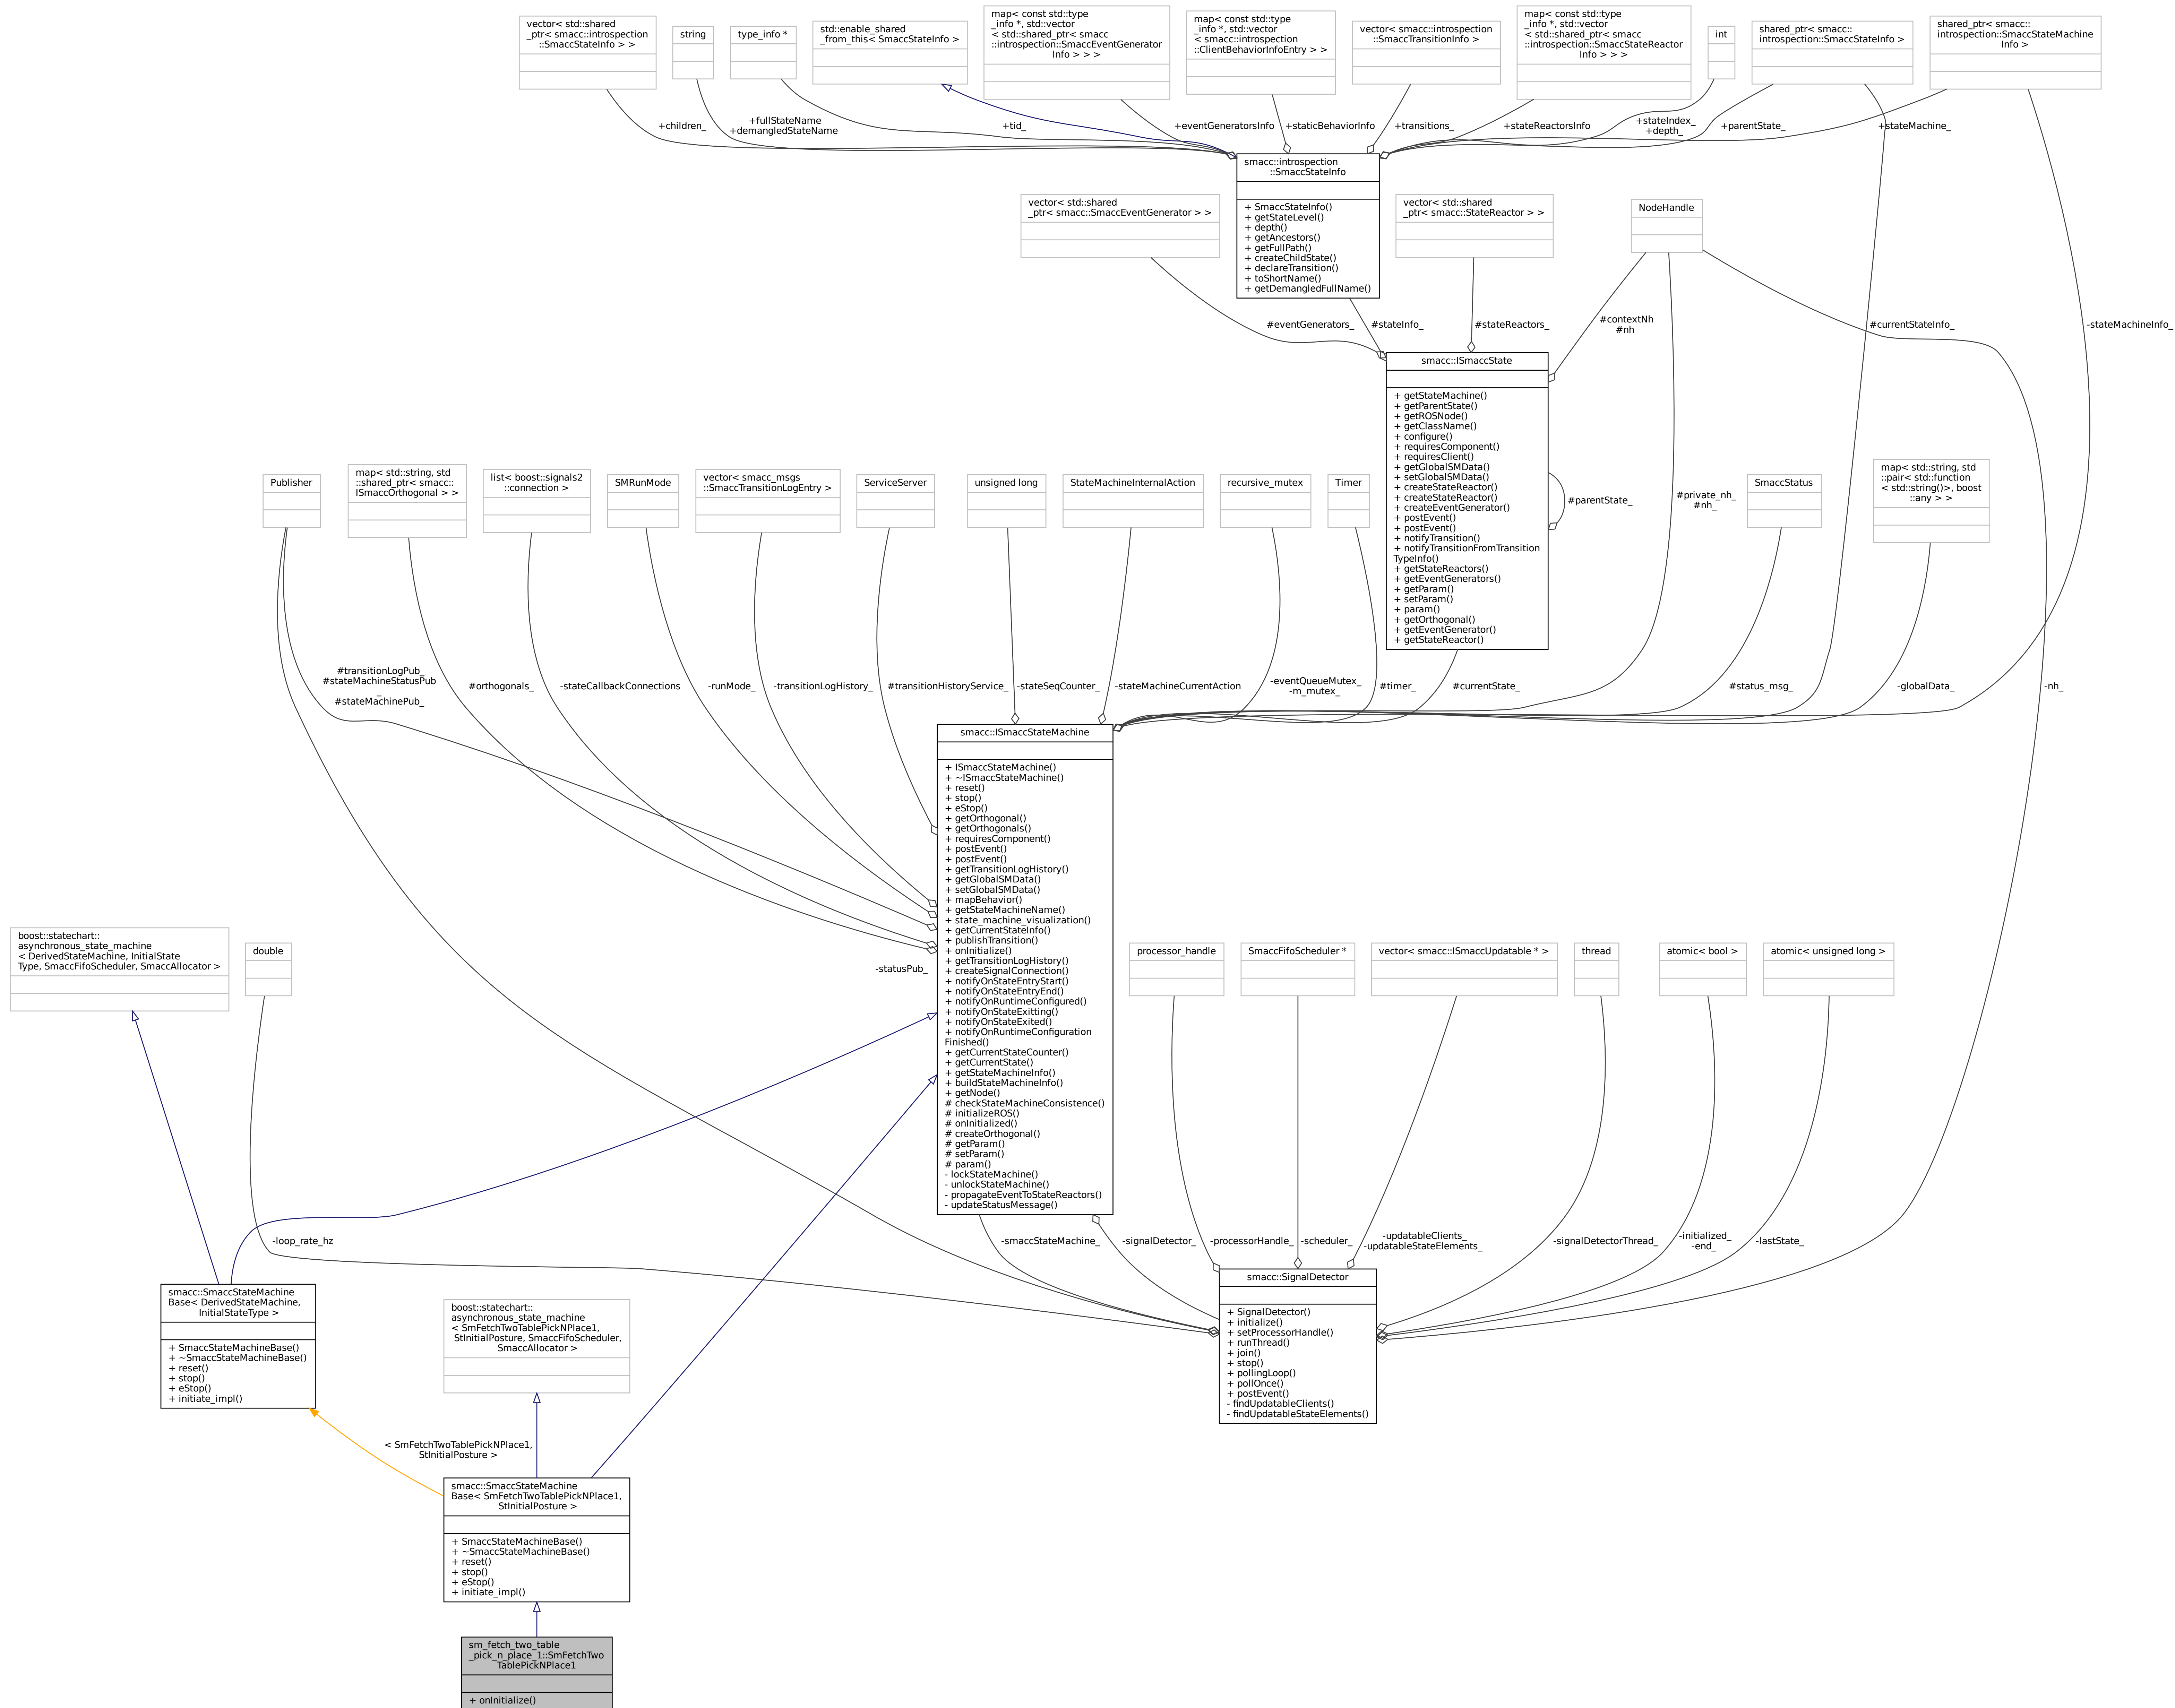 vector< std::shared
_ptr< smacc::introspection
::SmaccStateInfo > >
string
type_info *
std::enable_shared
_from_this< SmaccStateInfo >
map< const std::type
_info *, std::vector
< std::shared_ptr< smacc
::introspection::SmaccEventGenerator
Info > > >
map< const std::type
_info *, std::vector
< smacc::introspection
::ClientBehaviorInfoEntry > >
vector< smacc::introspection
::SmaccTransitionInfo >
map< const std::type
_info *, std::vector
< std::shared_ptr< smacc
::introspection::SmaccStateReactor
Info > > >
int
shared_ptr< smacc::
introspection::SmaccStateInfo >
shared_ptr< smacc::
introspection::SmaccStateMachine
Info >
+children_
+fullStateName
+demangledStateName
+tid_
+eventGeneratorsInfo
+staticBehaviorInfo
+transitions_
+stateReactorsInfo
+stateIndex_
+depth_
+parentState_
+stateMachine_
smacc::introspection
::SmaccStateInfo
+ SmaccStateInfo()
+ getStateLevel()
+ depth()
+ getAncestors()
+ getFullPath()
+ createChildState()
+ declareTransition()
+ toShortName()
+ getDemangledFullName()
vector< std::shared
_ptr< smacc::SmaccEventGenerator > >
vector< std::shared
_ptr< smacc::StateReactor > >
NodeHandle
#eventGenerators_
#stateInfo_
#stateReactors_
#contextNh
#nh
#currentStateInfo_
-stateMachineInfo_
smacc::ISmaccState
+ getStateMachine()
+ getParentState()
+ getROSNode()
+ getClassName()
+ configure()
+ requiresComponent()
+ requiresClient()
+ getGlobalSMData()
+ setGlobalSMData()
+ createStateReactor()
+ createStateReactor()
+ createEventGenerator()
+ postEvent()
+ postEvent()
+ notifyTransition()
+ notifyTransitionFromTransition
TypeInfo()
+ getStateReactors()
+ getEventGenerators()
+ getParam()
+ setParam()
+ param()
+ getOrthogonal()
+ getEventGenerator()
+ getStateReactor()
#parentState_
#private_nh_
#nh_
Publisher
map< std::string, std
::shared_ptr< smacc::
ISmaccOrthogonal > >
list< boost::signals2
::connection >
SMRunMode
vector< smacc_msgs
::SmaccTransitionLogEntry >
ServiceServer
unsigned long
StateMachineInternalAction
recursive_mutex
Timer
SmaccStatus
map< std::string, std
::pair< std::function
< std::string()>, boost
::any > >
#transitionLogPub_
#stateMachineStatusPub
_
#stateMachinePub_
#orthogonals_
-stateCallbackConnections
-runMode_
-transitionLogHistory_
#transitionHistoryService_
-stateSeqCounter_
-stateMachineCurrentAction
-eventQueueMutex_
-m_mutex_
#timer_
#currentState_
#status_msg_
-globalData_
-nh_
smacc::ISmaccStateMachine
+ ISmaccStateMachine()
+ ~ISmaccStateMachine()
+ reset()
+ stop()
+ eStop()
+ getOrthogonal()
+ getOrthogonals()
+ requiresComponent()
+ postEvent()
+ postEvent()
+ getTransitionLogHistory()
+ getGlobalSMData()
+ setGlobalSMData()
+ mapBehavior()
+ getStateMachineName()
+ state_machine_visualization()
+ getCurrentStateInfo()
+ publishTransition()
+ onInitialize()
+ getTransitionLogHistory()
+ createSignalConnection()
+ notifyOnStateEntryStart()
+ notifyOnStateEntryEnd()
+ notifyOnRuntimeConfigured()
+ notifyOnStateExitting()
+ notifyOnStateExited()
+ notifyOnRuntimeConfiguration
Finished()
+ getCurrentStateCounter()
+ getCurrentState()
+ getStateMachineInfo()
+ buildStateMachineInfo()
+ getNode()
# checkStateMachineConsistence()
# initializeROS()
# onInitialized()
# createOrthogonal()
# getParam()
# setParam()
# param()
- lockStateMachine()
- unlockStateMachine()
- propagateEventToStateReactors()
- updateStatusMessage()
boost::statechart::
asynchronous_state_machine
< DerivedStateMachine, InitialState
Type, SmaccFifoScheduler, SmaccAllocator >
double
-statusPub_
processor_handle
SmaccFifoScheduler *
vector< smacc::ISmaccUpdatable * >
thread
atomic< bool >
atomic< unsigned long >
-loop_rate_hz
-smaccStateMachine_
-signalDetector_
-processorHandle_
-scheduler_
-updatableClients_
-updatableStateElements_
-signalDetectorThread_
-initialized_
-end_
-lastState_
smacc::SignalDetector
+ SignalDetector()
+ initialize()
+ setProcessorHandle()
+ runThread()
+ join()
+ stop()
+ pollingLoop()
+ pollOnce()
+ postEvent()
- findUpdatableClients()
- findUpdatableStateElements()
smacc::SmaccStateMachine
Base< DerivedStateMachine,
InitialStateType >
+ SmaccStateMachineBase()
+ ~SmaccStateMachineBase()
+ reset()
+ stop()
+ eStop()
+ initiate_impl()
boost::statechart::
asynchronous_state_machine
< SmFetchTwoTablePickNPlace1,
StInitialPosture, SmaccFifoScheduler,
SmaccAllocator >
< SmFetchTwoTablePickNPlace1,
StInitialPosture >
smacc::SmaccStateMachine
Base< SmFetchTwoTablePickNPlace1,
StInitialPosture >
+ SmaccStateMachineBase()
+ ~SmaccStateMachineBase()
+ reset()
+ stop()
+ eStop()
+ initiate_impl()
sm_fetch_two_table
_pick_n_place_1::SmFetchTwo
TablePickNPlace1
+ onInitialize()